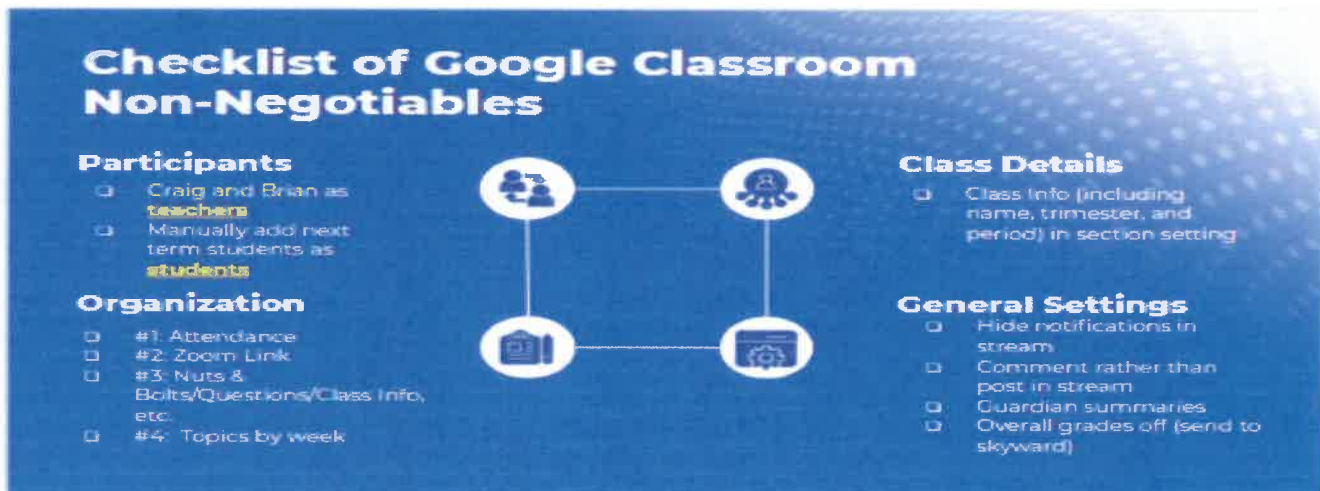 Checklist of Google Classroom
Non-Negotiables
Participants
Craig and Brian as
teachers
Manually add next
term students as
students
Organization
#1: Attendance
#2: Zoom Link
#3: Nuts &
Bolts/Questions/Class Info,
etc.
#4: Topics by week
Class Details
Class Info (including
name, trimester, and
period) in section setting
General Settings
Hide notifications in
stream
Comment rather than
post in stream
Guardian summaries
Overall grades off (send to
skyward)